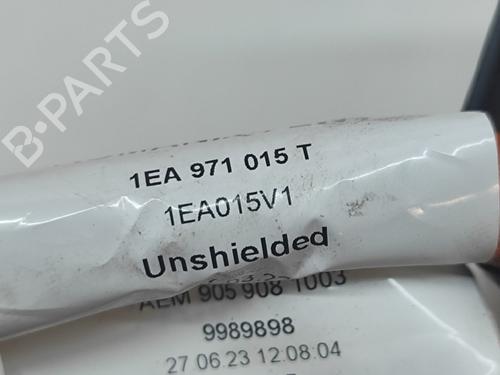 B-PARTS
1EA 971 015 T
1EA015V1
Unshielded
AEM 905 908 1003
9989898
27 06.23 12:08:04